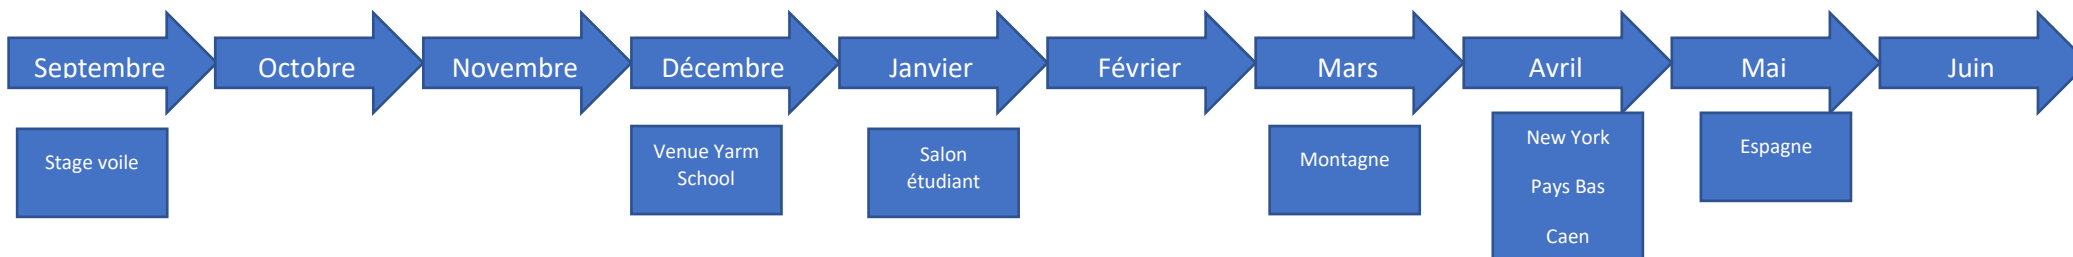 Septembre
Octobre
Novembre
Décembre
Janvier
Février
Mars
Avril
Mai
Juin
Stage voile
Venue Yarm
School
Salon
étudiant
Montagne
New York
Pays Bas
Caen
Espagne